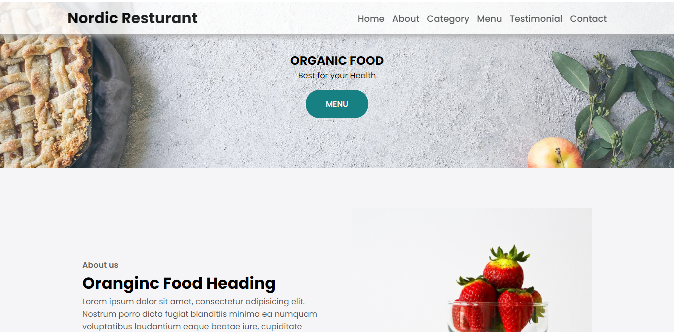 Nordic Resturant
Home About Category Menu Testimonial Contact
ORGANIC FOOD
Best for your Health
MENU
About us
Oranginc Food Heading
Lorem ipsum dolor sit amet, consectetur adipisicing elit.
Nostrum porro dicta fugiat blanditiis minima ea numquam
voluptatibus laudantium eaque beatae iure, cupiditate